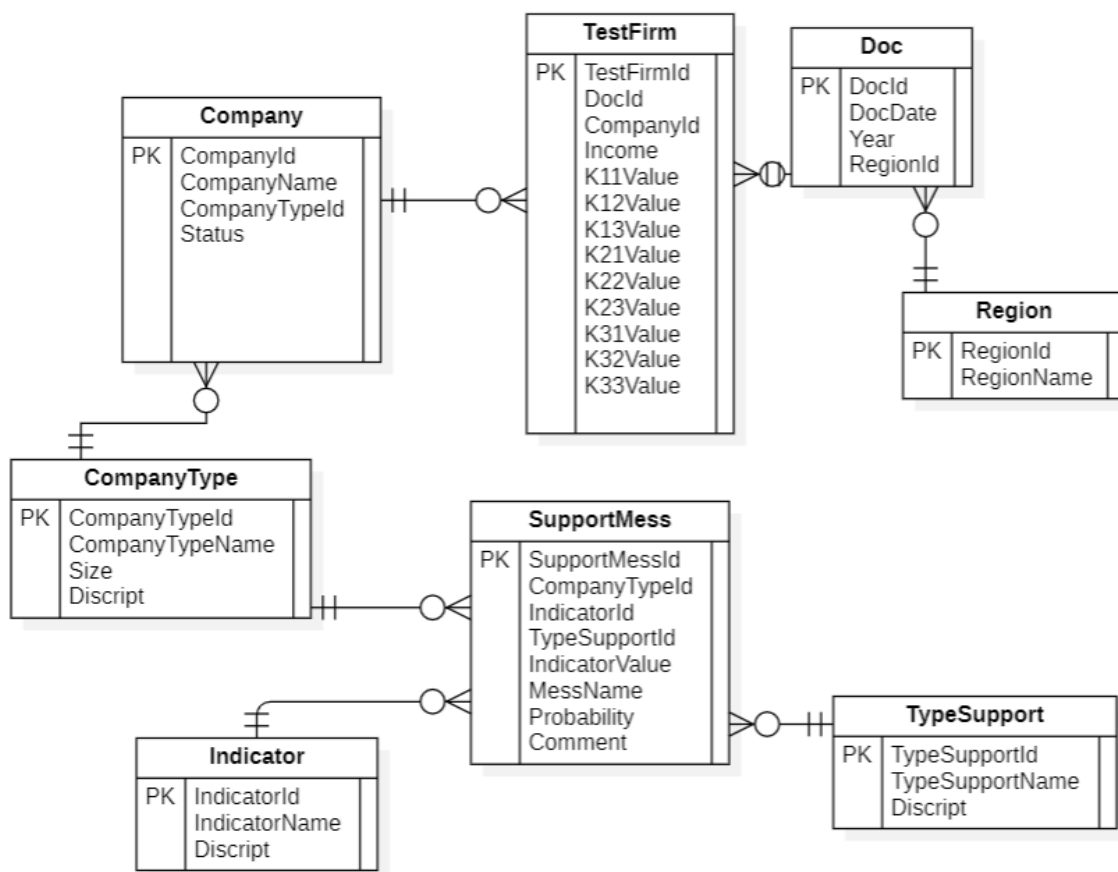 TestFirm
PK TestFirmId
DocId
CompanyId
Income
K11Value
K12Value
K13Value
K21Value
K22Value
K23Value
K31Value
K32Value
K33Value
Doc
PK DocId
DocDate
Year
RegionId
Company
PK CompanyId
CompanyName
CompanyTypeId
Status
Region
PK RegionId
RegionName
CompanyType
PK CompanyTypeId
CompanyTypeName
Size
Discript
SupportMess
PK SupportMessId
CompanyTypeId
IndicatorId
TypeSupportId
IndicatorValue
MessName
Probability
Comment
TypeSupport
PK TypeSupportId
TypeSupportName
Discript
Indicator
PK IndicatorId
IndicatorName
Discript